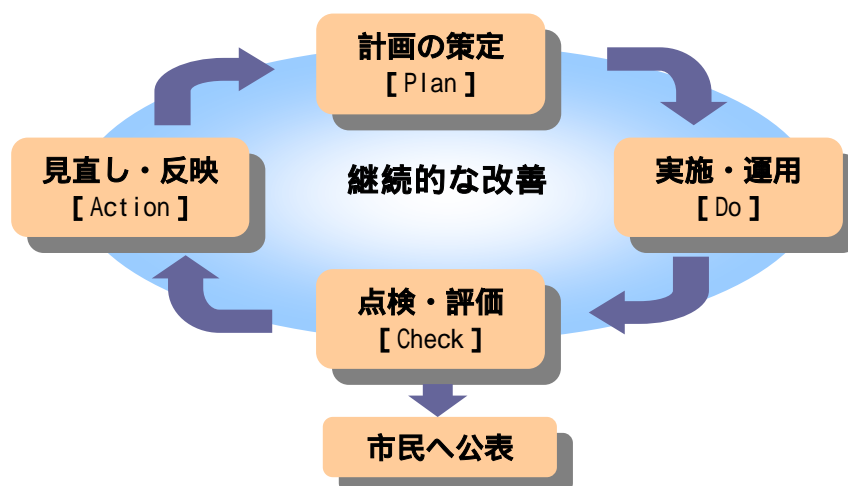 計画の策定
【Plan】
見直し・反映
【Action】
継続的な改善
実施・運用
【Do】
点検・評価
【Check】
市民へ公表